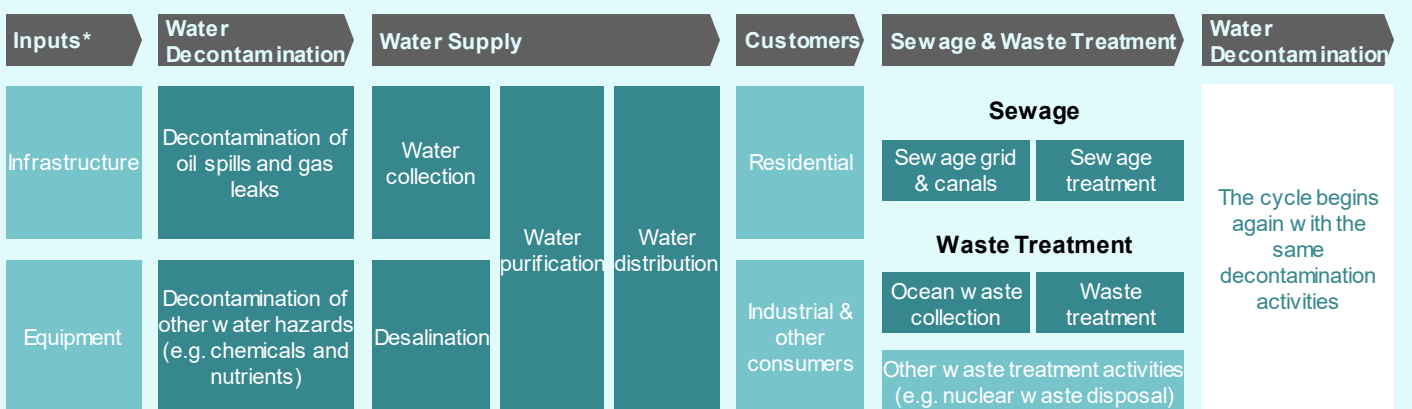 Inputs*
Water
Decontamination
Water Supply
Customers
Sewage & Waste Treatment
Water
Decontamination
Infrastructure
Equipment
Decontamination of
oil spills and gas
leaks
Decontamination of
other water hazards
(e.g. chemicals and
nutrients)
Water
collection
Desalination
Water
purification
Water
distribution
Residential
Industrial &
other
consumers
Sewage
Sewage grid
& canals
Sewage
treatment
Waste Treatment
Ocean waste
collection
Waste
treatment
Other waste treatment activities
(e.g. nuclear waste disposal)
The cycle begins
again with the
same
decontamination
activities